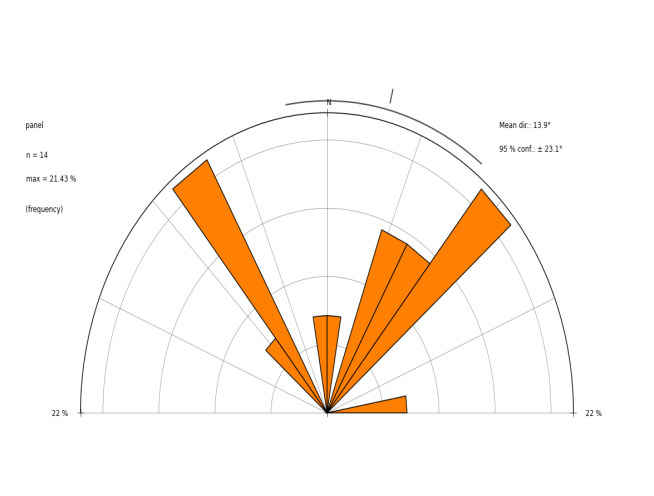 N
panel
Mean dir.: 13.9°
95 % conf.: ± 23.1°
n = 14
max = 21.43 %
(frequency)
22 %
22 %